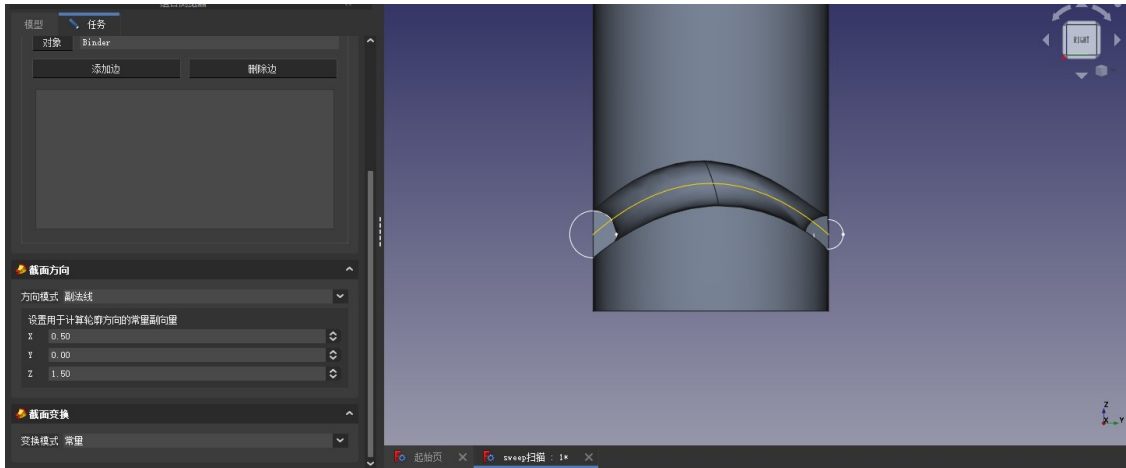 模型 任务
对象 Binder
添加边 删除边
RIGHT
截面方向
方向模式 副法线
设置用于计算轮廓方向的常量副向量
X 0.50
Y 0.00
Z 1.50
截面变换
变换模式 常量
Z
X Y
起始页 sweep扫描 : 1*